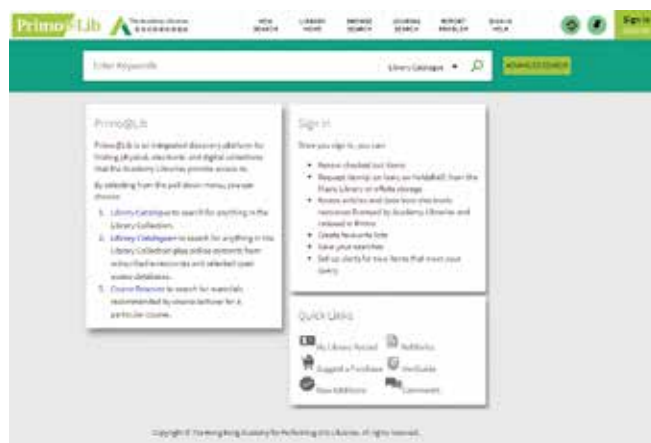 Primo@Lib
NEW SEARCH
LIBRARY HOME
BROWSE SEARCH
JOURNAL SEARCH
REPORT PROBLEM
SIGN-IN HELP
Sign in
Enter Keywords
Library Catalogue
ADVANCED SEARCH
Primo@Lib
Primo@Lib is an integrated discovery platform for
finding physical, electronic and digital collections
that the Academy Libraries provide access to.
By selecting from the pull down menu, you can
choose:
1. Library Catalogue to search for anything in the
Library Collection.
2. Library Catalogue+ to search for anything in the
Library Collection plus online contents from
subscribed e-resources and selected open
access databases.
3. Course Reserves to search for materials
recommended by course lecturer for a
particular course.
Sign in
Once you sign in, you can:
Renew checked out items
Request items on loan, on holdshelf, from the
Main Library or offsite storage
Access articles and data from electronic
resources licensed by Academy Libraries and
indexed in Primo
Create favourite lists
Save your searches
Set up alerts for new items that meet your
query
Quick Links
My Library Record
RefWorks
Suggest a Purchase
New Additions
Comments
Copyright © The Hong Kong Academy for Performing Arts Libraries. All rights reserved.